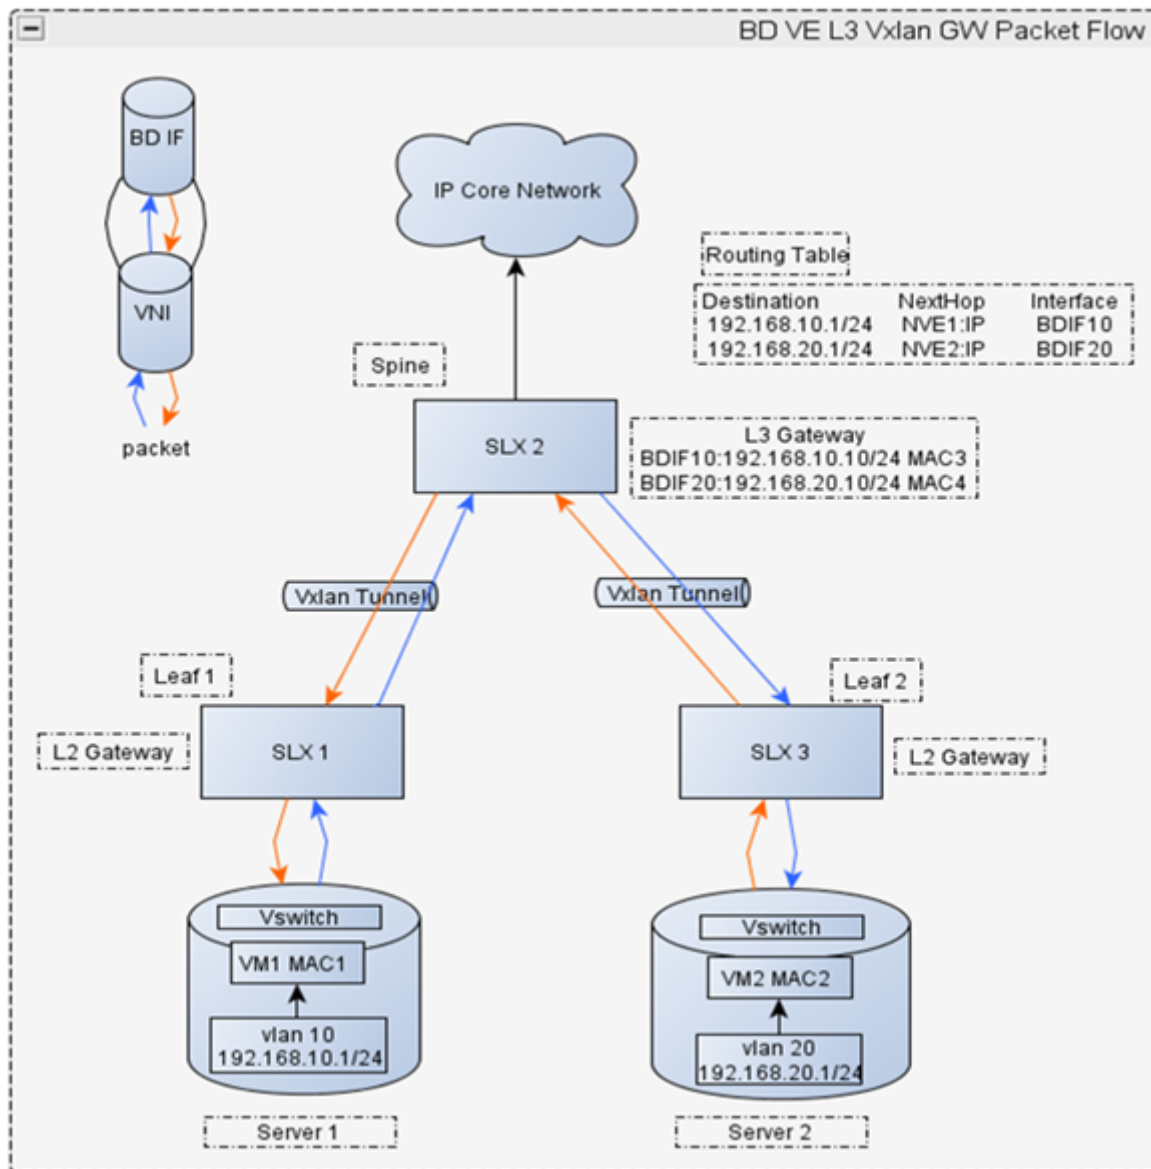 BD VE L3 Vxlan GW Packet Flow
BD IF
VNI
packet
IP Core Network
Routing Table
Destination NextHop Interface
192.168.10.1/24 NVE1:IP BDIF10
192.168.20.1/24 NVE2:IP BDIF20
Spine
SLX 2
L3 Gateway
BDIF10:192.168.10.10/24 MAC3
BDIF20:192.168.20.10/24 MAC4
Vxlan Tunnel
Vxlan Tunnel
Leaf 1
Leaf 2
L2 Gateway
SLX 1
SLX 3
L2 Gateway
Vswitch
VM1 MAC1
vlan 10
192.168.10.1/24
Server 1
Vswitch
VM2 MAC2
vlan 20
192.168.20.1/24
Server 2